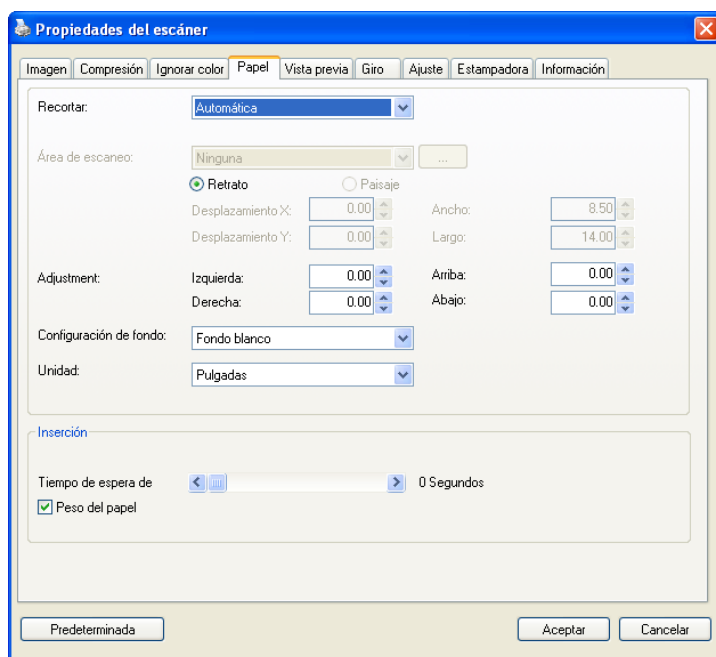 Propiedades del escáner
Imagen Compresión Ignorar color Papel Vista previa Giro Ajuste Estampadora Información
Recortar: Automática
Área de escaneo: Ninguna ...
Retrato Paisaje
Desplazamiento X: 0.00 Ancho: 8.50
Desplazamiento Y: 0.00 Largo: 14.00
Adjustment: Izquierda: 0.00 Arriba: 0.00
Derecha: 0.00 Abajo: 0.00
Configuración de fondo: Fondo blanco
Unidad: Pulgadas
Inserción
Tiempo de espera de 0 Segundos
Peso del papel
Predeterminada Aceptar Cancelar